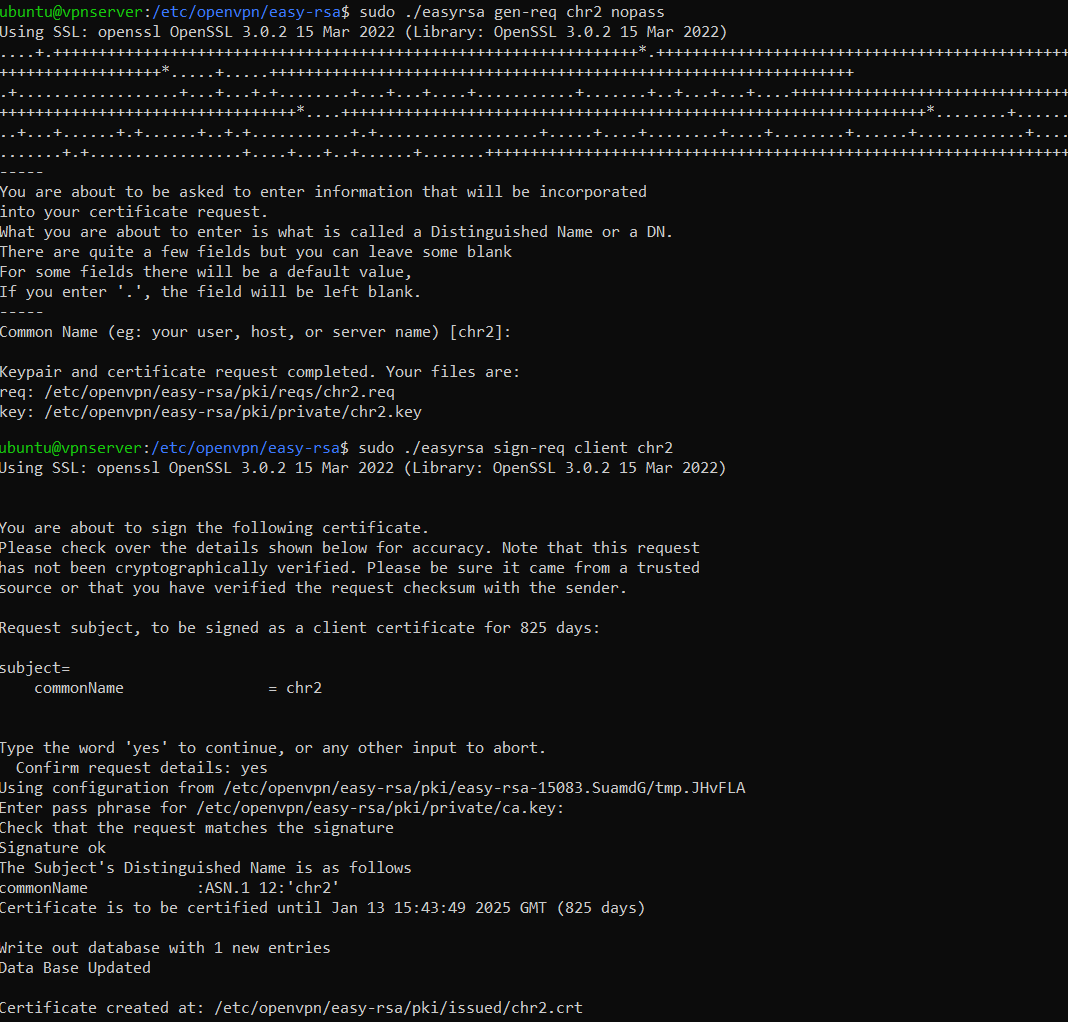 ubuntu@vpnserver:/etc/openvpn/easy-rsa$ sudo ./easyrsa gen-req chr2 nopass
Using SSL: openssl OpenSSL 3.0.2 15 Mar 2022 (Library: OpenSSL 3.0.2 15 Mar 2022)
-----
You are about to be asked to enter information that will be incorporated
into your certificate request.
What you are about to enter is what is called a Distinguished Name or a DN.
There are quite a few fields but you can leave some blank
For some fields there will be a default value,
If you enter '.', the field will be left blank.
-----
Common Name (eg: your user, host, or server name) [chr2]:
Keypair and certificate request completed. Your files are:
req: /etc/openvpn/easy-rsa/pki/reqs/chr2.req
key: /etc/openvpn/easy-rsa/pki/private/chr2.key
ubuntu@vpnserver:/etc/openvpn/easy-rsa$ sudo ./easyrsa sign-req client chr2
Using SSL: openssl OpenSSL 3.0.2 15 Mar 2022 (Library: OpenSSL 3.0.2 15 Mar 2022)
You are about to sign the following certificate.
Please check over the details shown below for accuracy. Note that this request
has not been cryptographically verified. Please be sure it came from a trusted
source or that you have verified the request checksum with the sender.
Request subject, to be signed as a client certificate for 825 days:
subject=
    commonName                = chr2
Type the word 'yes' to continue, or any other input to abort.
  Confirm request details: yes
Using configuration from /etc/openvpn/easy-rsa/pki/easy-rsa-15083.SuamdG/tmp.JHvFLA
Enter pass phrase for /etc/openvpn/easy-rsa/pki/private/ca.key:
Check that the request matches the signature
Signature ok
The Subject's Distinguished Name is as follows
commonName            :ASN.1 12:'chr2'
Certificate is to be certified until Jan 13 15:43:49 2025 GMT (825 days)
Write out database with 1 new entries
Data Base Updated
Certificate created at: /etc/openvpn/easy-rsa/pki/issued/chr2.crt